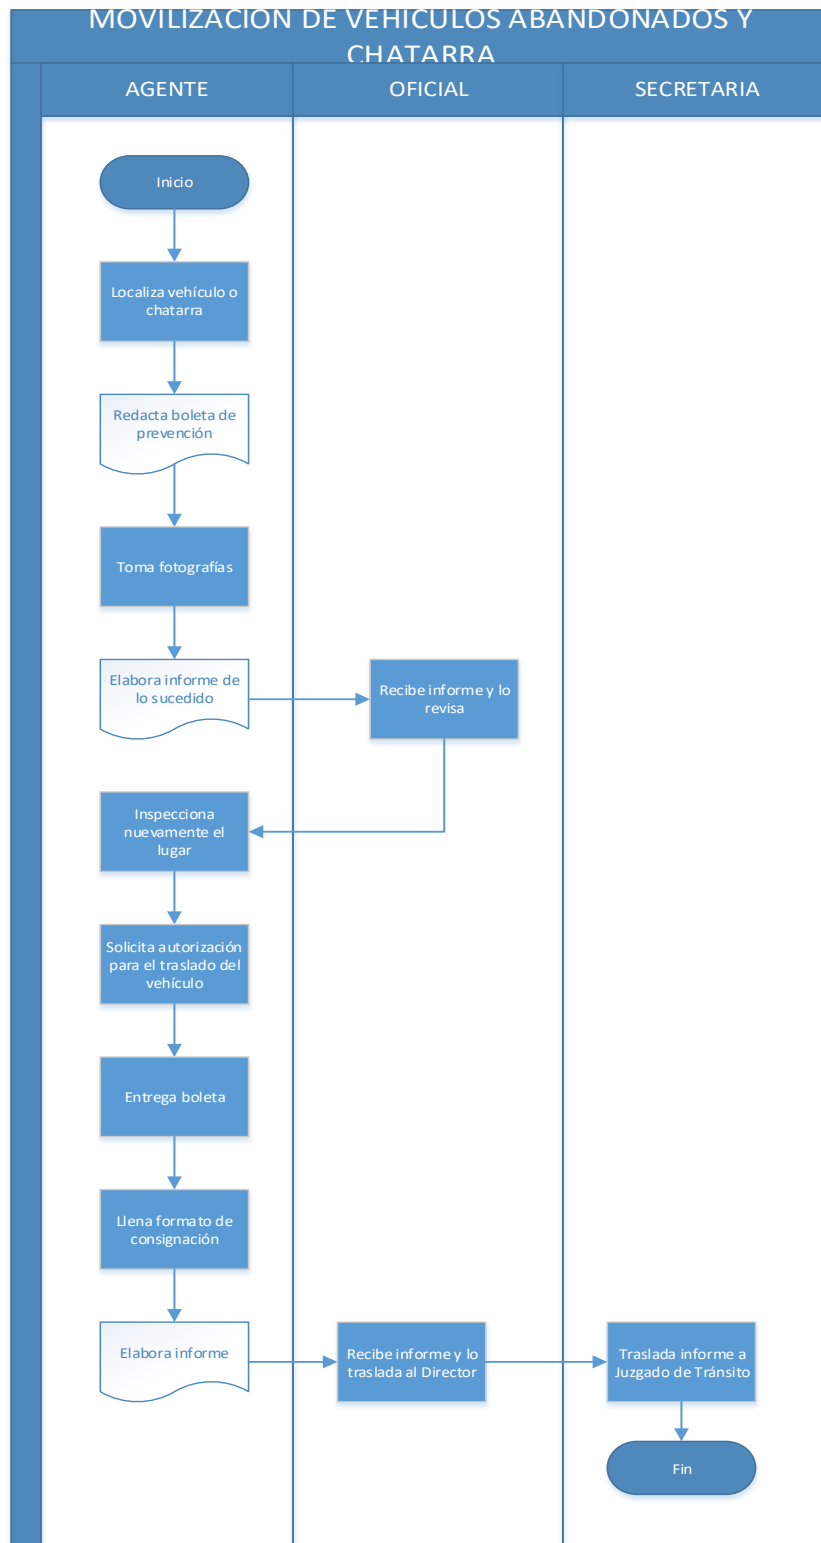 MOVILIZACIÓN DE VEHÍCULOS ABANDONADOS Y
CHATARRA
AGENTE
OFICIAL
SECRETARIA
Inicio
Localiza vehículo o
chatarra
Redacta boleta de
prevención
Toma fotografías
Elabora informe de
lo sucedido
Recibe informe y lo
revisa
Inspecciona
nuevamente el
lugar
Solicita autorización
para el traslado del
vehículo
Entrega boleta
Llena formato de
consignación
Elabora informe
Recibe informe y lo
traslada al Director
Traslada informe a
Juzgado de Tránsito
Fin